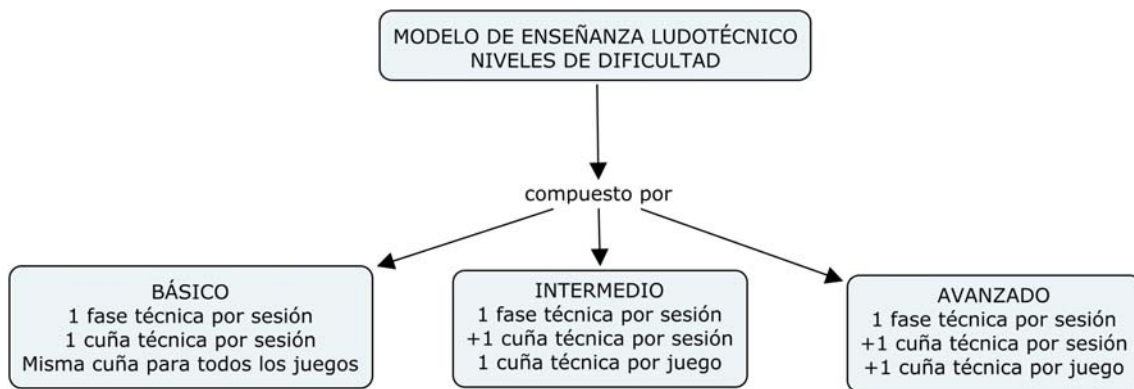 MODELO DE ENSEÑANZA LUDOTÉCNICO
NIVELES DE DIFICULTAD
compuesto por
BÁSICO
1 fase técnica por sesión
1 cuña técnica por sesión
Misma cuña para todos los juegos
INTERMEDIO
1 fase técnica por sesión
+1 cuña técnica por sesión
1 cuña técnica por juego
AVANZADO
1 fase técnica por sesión
+1 cuña técnica por sesión
+1 cuña técnica por juego